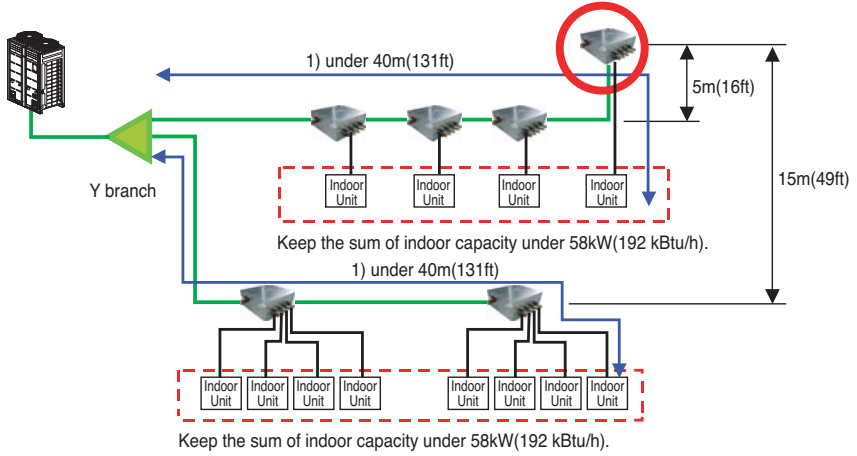 1) under 40m(131ft)
5m(16ft)
Y branch
Indoor
Unit
Indoor
Unit
Indoor
Unit
Indoor
Unit
15m(49ft)
Keep the sum of indoor capacity under 58kW(192 kBtu/h).
1) under 40m(131ft)
Indoor
Unit
Indoor
Unit
Indoor
Unit
Indoor
Unit
Indoor
Unit
Indoor
Unit
Indoor
Unit
Indoor
Unit
Keep the sum of indoor capacity under 58kW(192 kBtu/h).